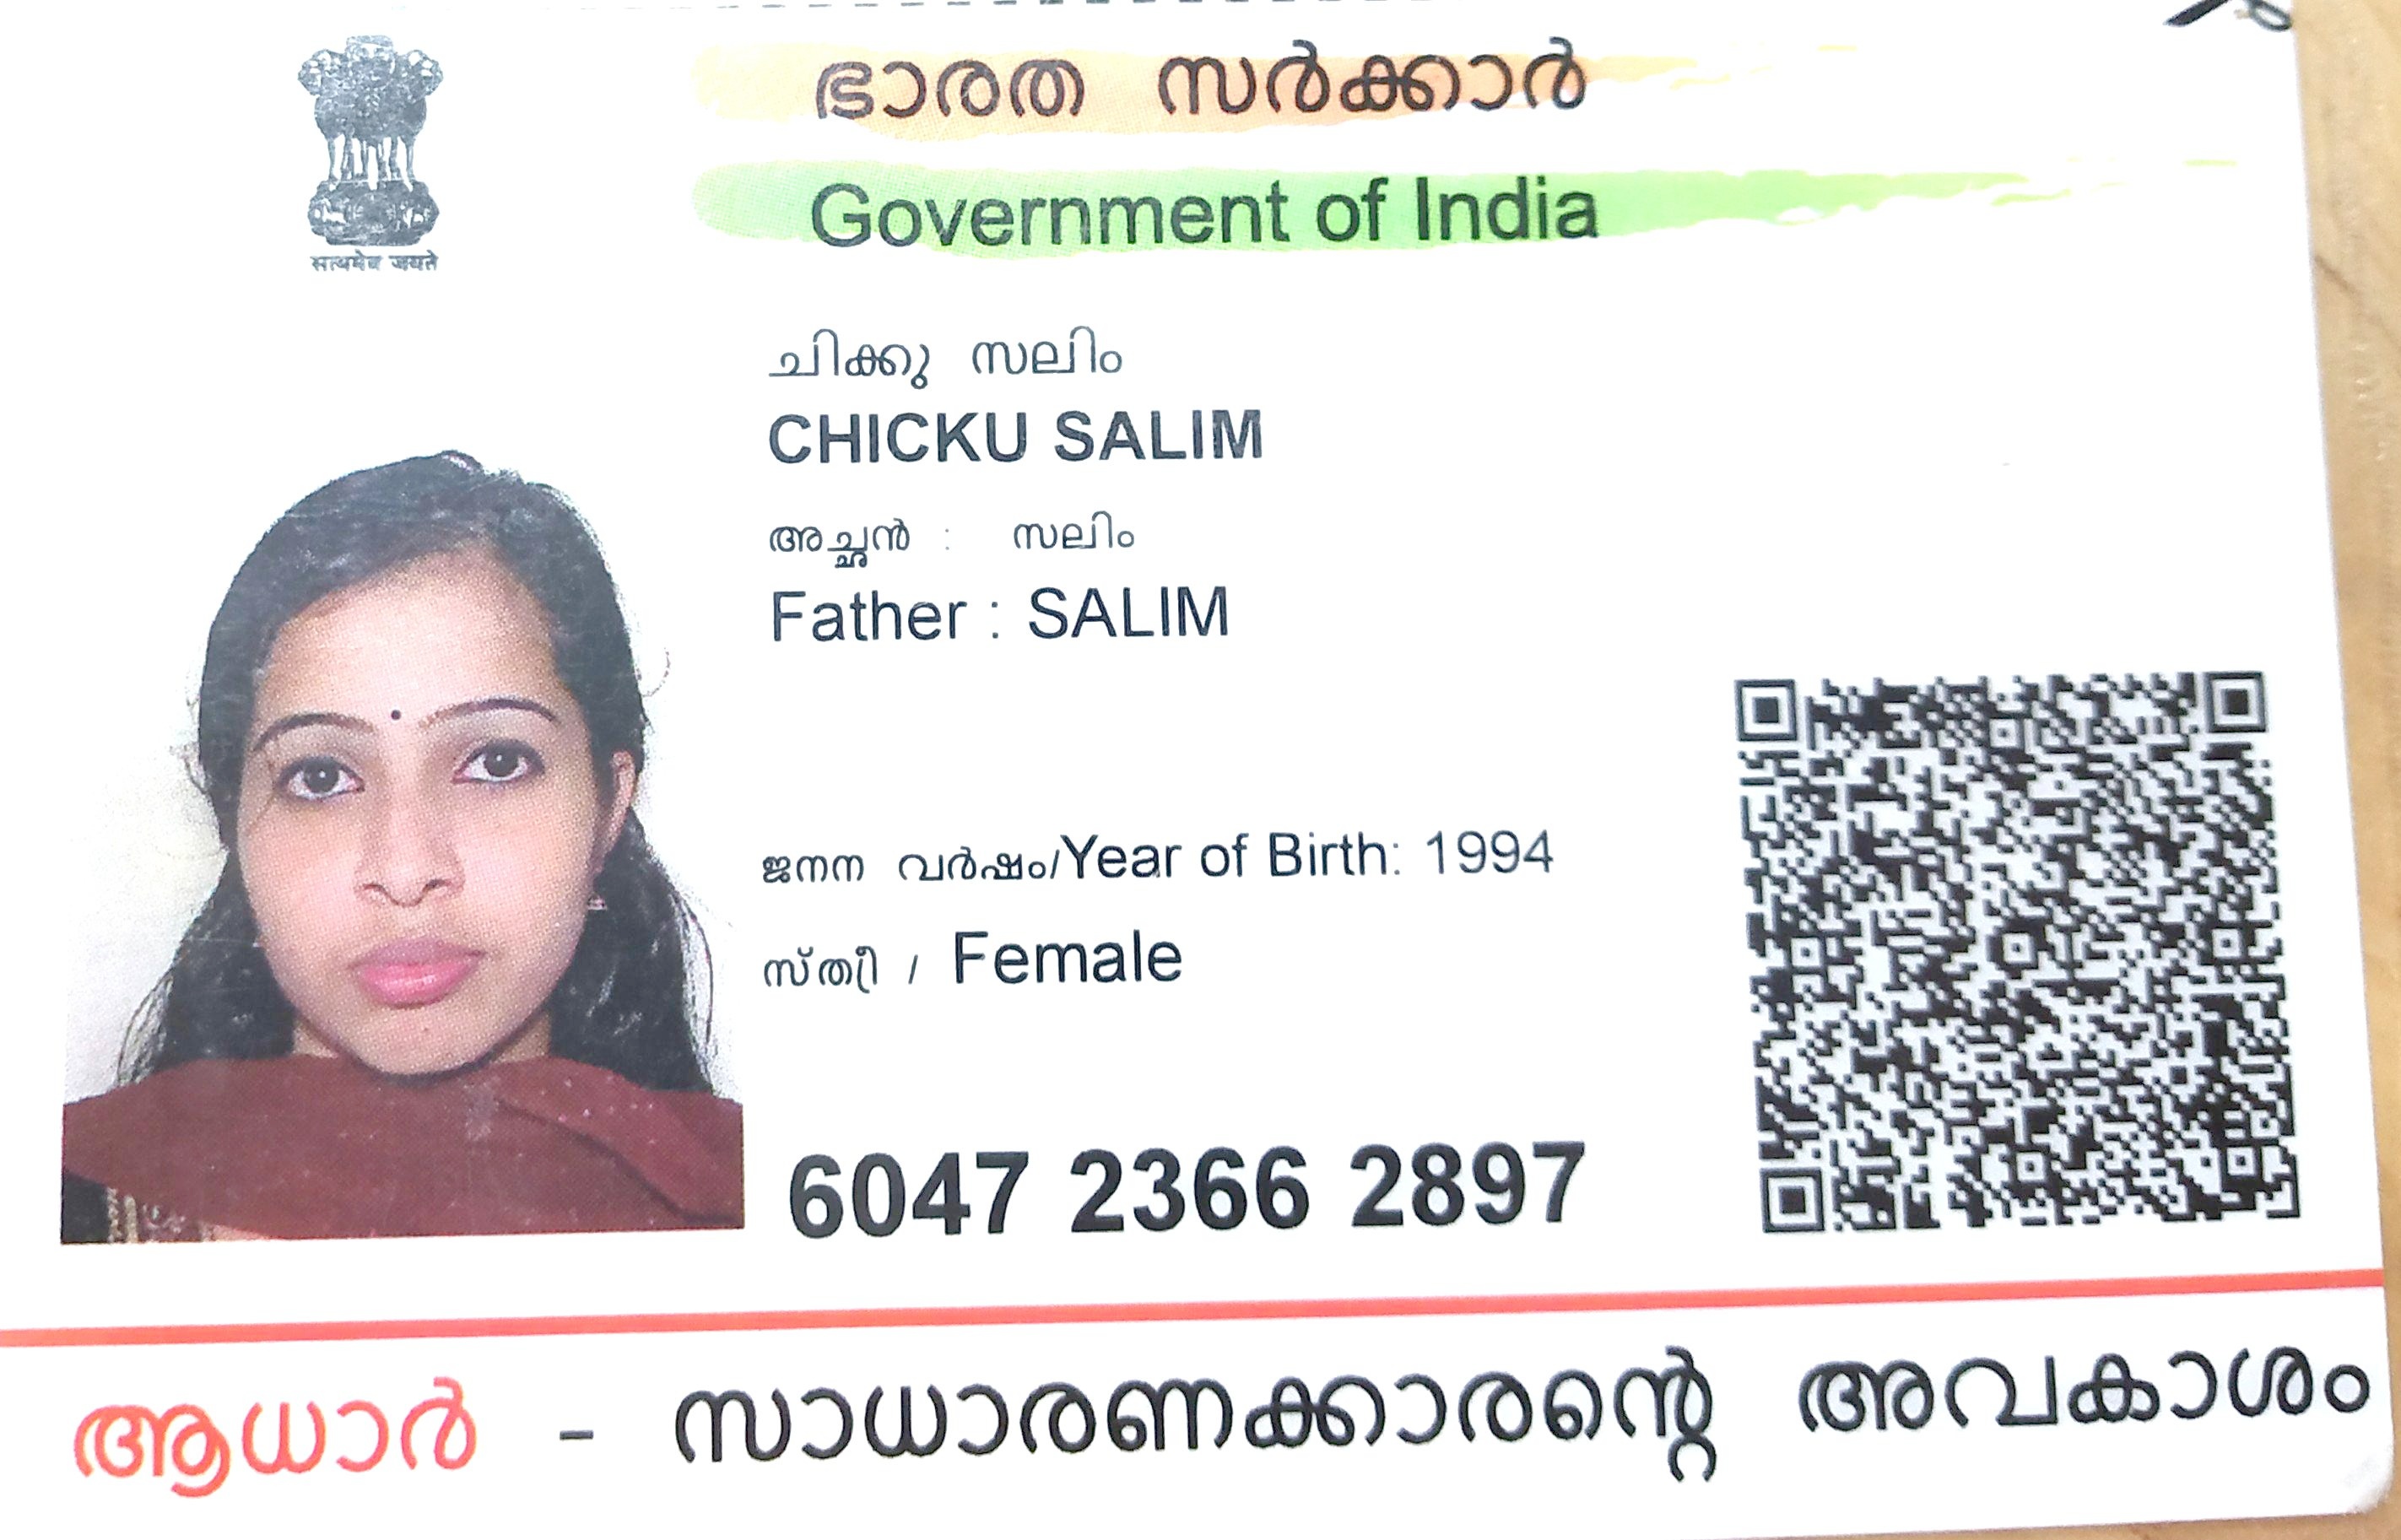 ഭാരത സർക്കാർ
Government of India
सत्यमेव जयते
ചിക്കു സലിം
CHICKU SALIM
അച്ഛൻ : സലിം
Father : SALIM
ജനന വർഷം/Year of Birth: 1994
സ്ത്രീ / Female
6047 2366 2897
ആധാർ - സാധാരണക്കാരന്റെ അവകാശം